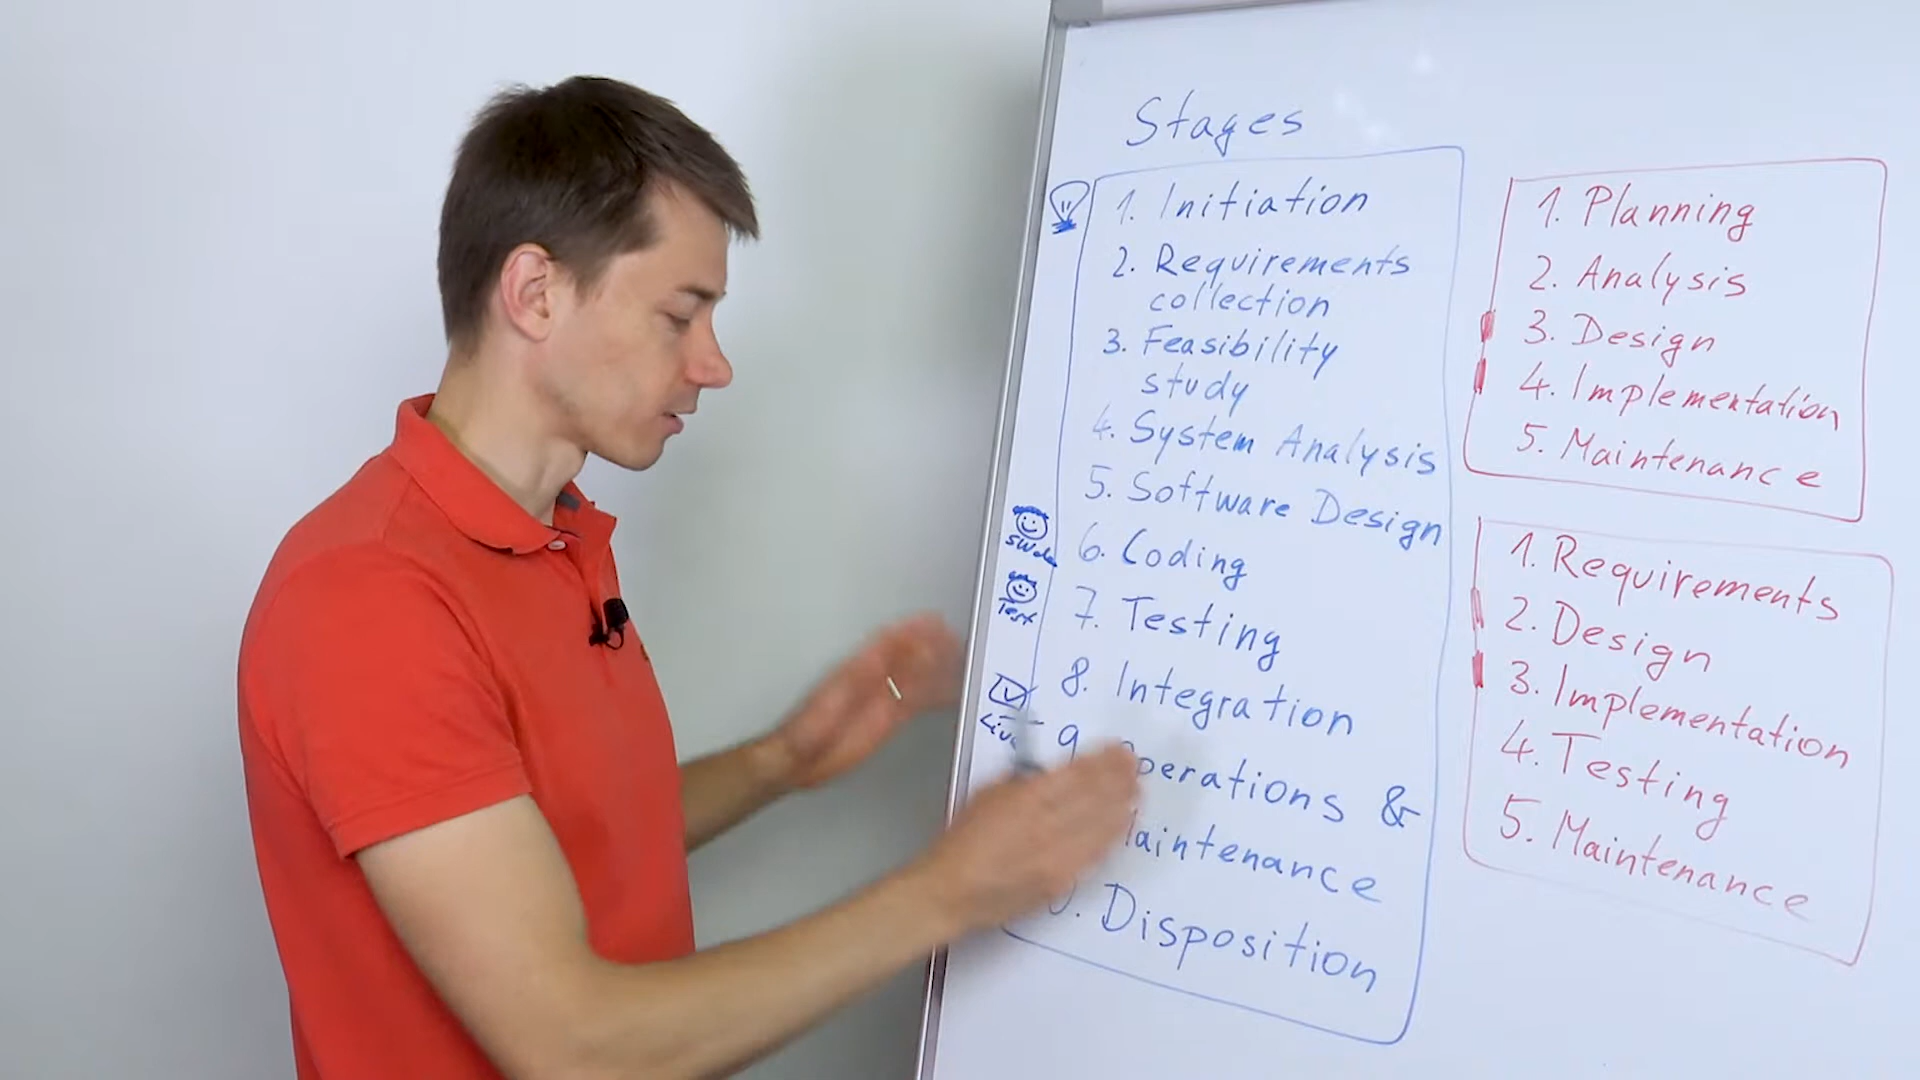 Stages
1. Initiation
2. Requirements
collection
3. Feasibility
study
4. System Analysis
5. Software Design
6. Coding
7. Testing
8. Integration
9. Operations &
Maintenance
0. Disposition
Test
Live
1. Planning
2. Analysis
3. Design
4. Implementation
5. Maintenance
1. Requirements
2. Design
3. Implementation
4. Testing
5. Maintenance